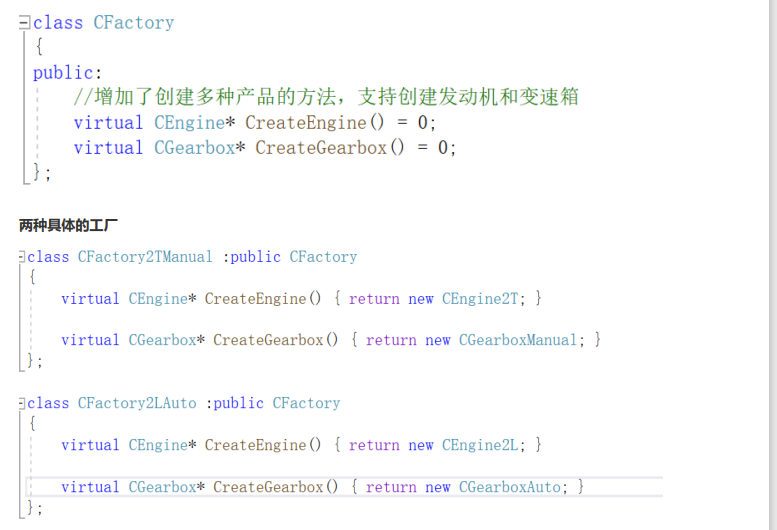 class CFactory
{
public:
//增加了创建多种产品的方法，支持创建发动机和变速箱
virtual CEngine* CreateEngine() = 0;
virtual CGearbox* CreateGearbox() = 0;
};
两种具体的工厂
class CFactory2TManual :public CFactory
{
virtual CEngine* CreateEngine() { return new CEngine2T; }
virtual CGearbox* CreateGearbox() { return new CGearboxManual; }
};
class CFactory2LAuto :public CFactory
{
virtual CEngine* CreateEngine() { return new CEngine2L; }
virtual CGearbox* CreateGearbox() { return new CGearboxAuto; }
};